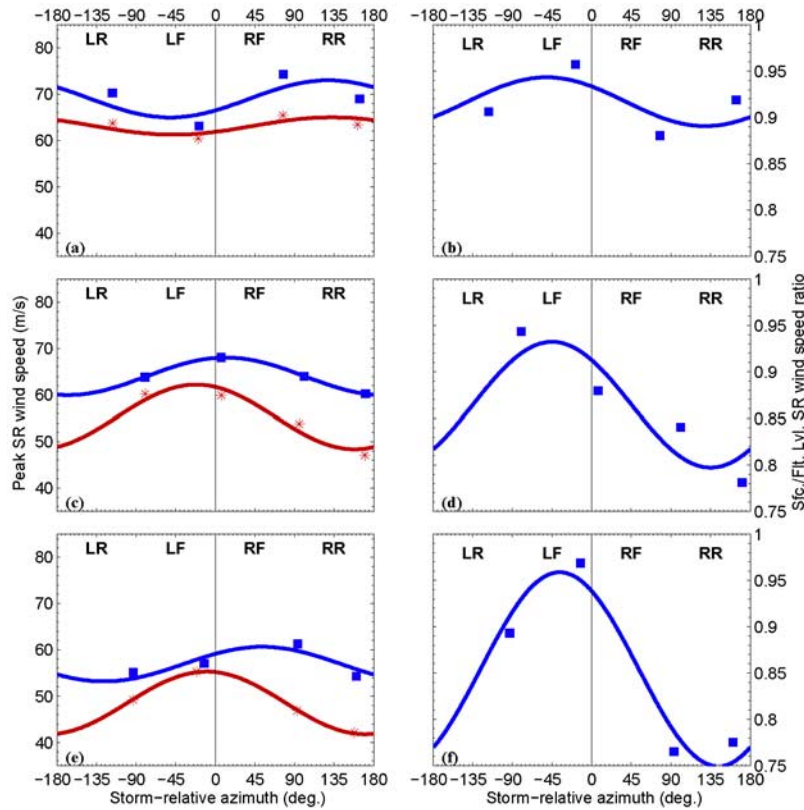 −180 −135 −90 −45 0 45 90 135 180
−180 −135 −90 −45 0 45 90 135 180
80
70
60
50
40
LR LF RF RR
(a)
LR LF RF RR
(b)
1
0.95
0.9
0.85
0.8
0.75
Peak SR wind speed (m/s)
80
70
60
50
40
LR LF RF RR
(c)
LR LF RF RR
(d)
1
0.95
0.9
0.85
0.8
0.75
Sfc./Flt. Lvl. SR wind speed ratio
80
70
60
50
40
LR LF RF RR
(e)
LR LF RF RR
(f)
1
0.95
0.9
0.85
0.8
0.75
−180 −135 −90 −45 0 45 90 135 180
−180 −135 −90 −45 0 45 90 135 180
Storm−relative azimuth (deg.)
Storm−relative azimuth (deg.)